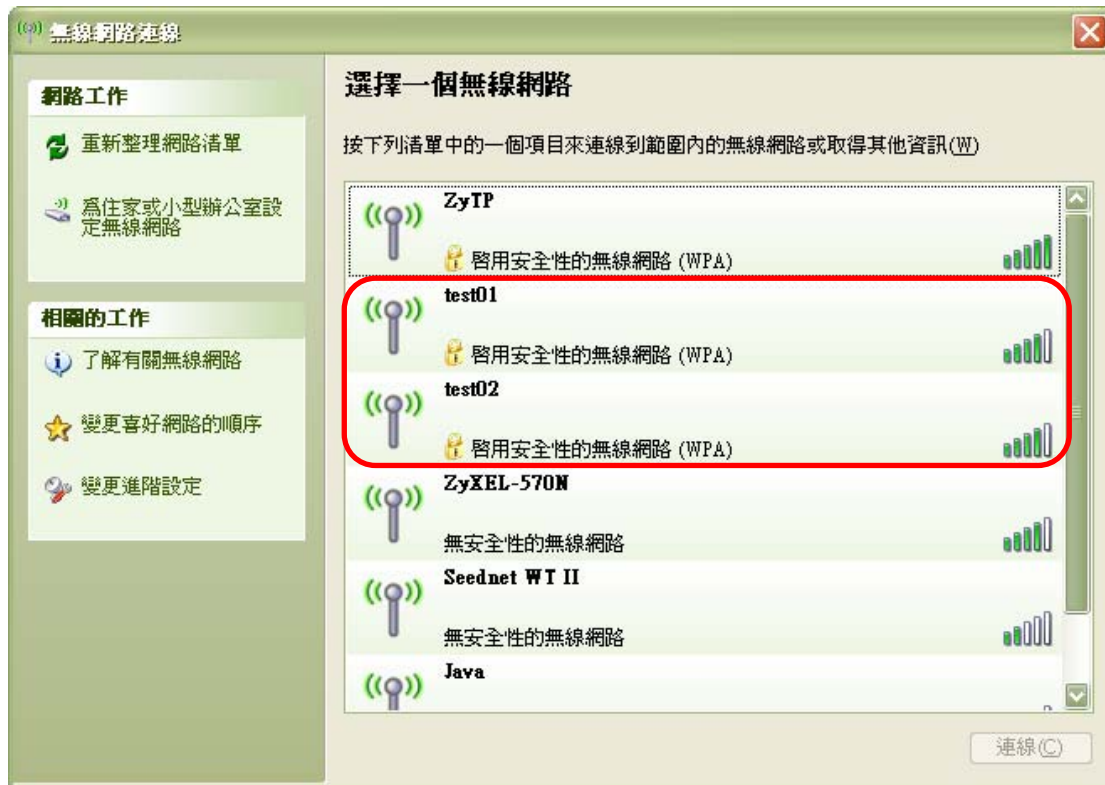 無線網路連線
網路工作
重新整理網路清單
為住家或小型辦公室設
定無線網路
相關的工作
了解有關無線網路
變更喜好網路的順序
變更進階設定
選擇一個無線網路
按下列清單中的一個項目來連線到範圍內的無線網路或取得其他資訊(W)
ZyTP
啓用安全性的無線網路 (WPA)
test01
啓用安全性的無線網路 (WPA)
test02
啓用安全性的無線網路 (WPA)
ZyXEL-570N
無安全性的無線網路
Seednet WT II
無安全性的無線網路
Java
連線(C)